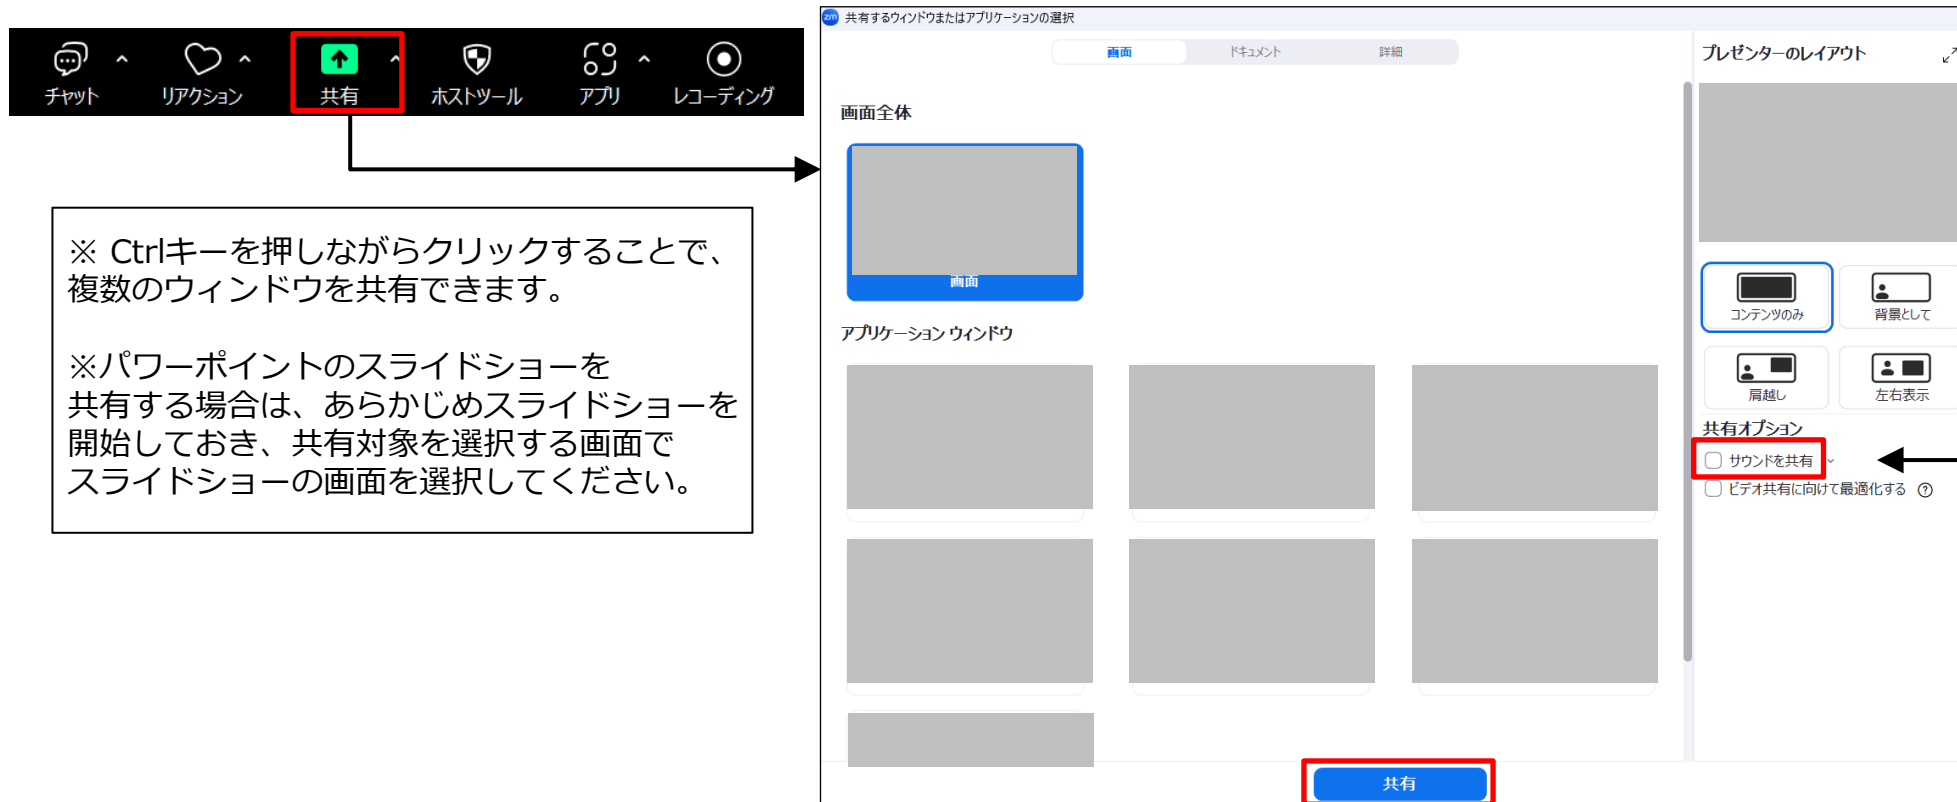 チャット
リアクション
共有
ホストツール
アプリ
レコーディング
※ Ctrlキーを押しながらクリックすることで、
複数のウィンドウを共有できます。
※パワーポイントのスライドショーを
共有する場合は、あらかじめスライドショーを
開始しておき、共有対象を選択する画面で
スライドショーの画面を選択してください。
zm 共有するウィンドウまたはアプリケーションの選択
画面
ドキュメント
詳細
画面全体
画面
アプリケーション ウィンドウ
共有
プレゼンターのレイアウト
コンテンツのみ
背景として
肩越し
左右表示
共有オプション
サウンドを共有
ビデオ共有に向けて最適化する